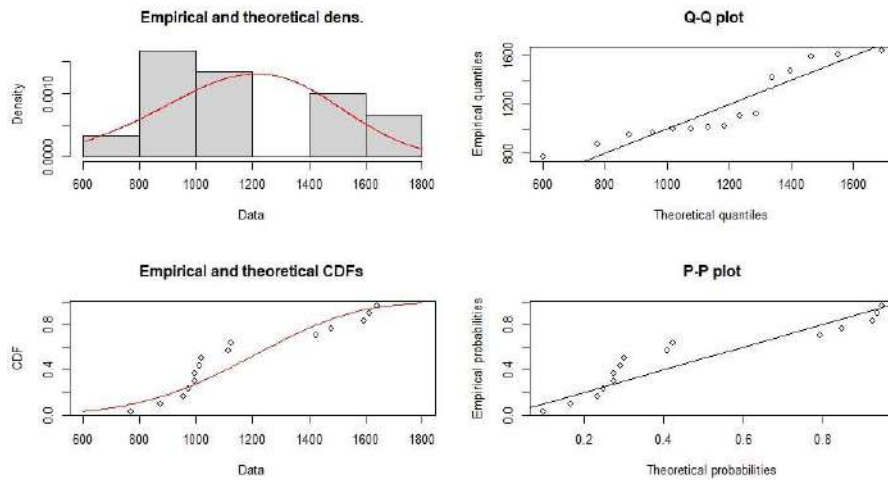 Empirical and theoretical dens.
Density
0.0000
0.0010
600 800 1000 1200 1400 1600 1800
Data
Q-Q plot
Empirical quantiles
800 1200 1600
600 800 1000 1200 1400 1600
Theoretical quantiles
Empirical and theoretical CDFs
CDF
0.0 0.4 0.8
600 800 1000 1200 1400 1600 1800
Data
P-P plot
Empirical probabilities
0.0 0.4 0.8
0.2 0.4 0.6 0.8
Theoretical probabilities